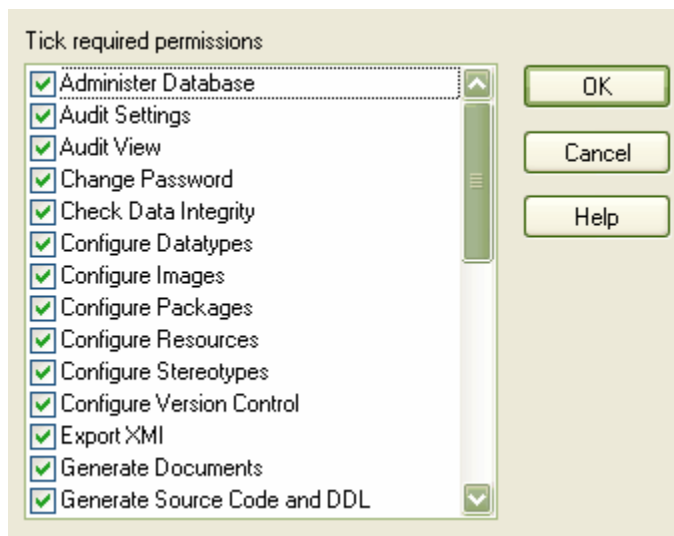 Tick required permissions
Administer Database
Audit Settings
Audit View
Change Password
Check Data Integrity
Configure Datatypes
Configure Images
Configure Packages
Configure Resources
Configure Stereotypes
Configure Version Control
Export XMI
Generate Documents
Generate Source Code and DDL
OK
Cancel
Help